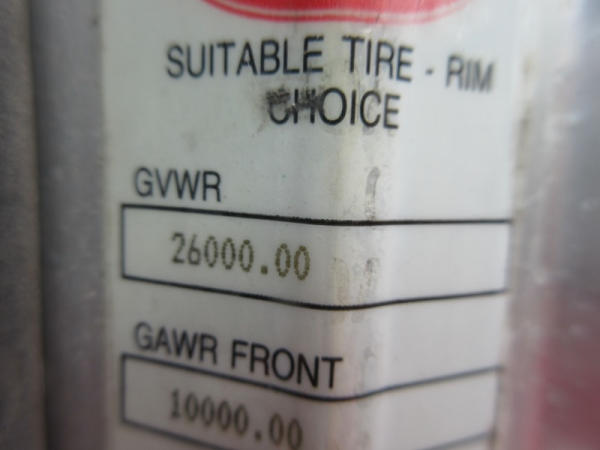 SUITABLE TIRE - RIM
CHOICE
GVWR
26000.00
GAWR FRONT
10000.00